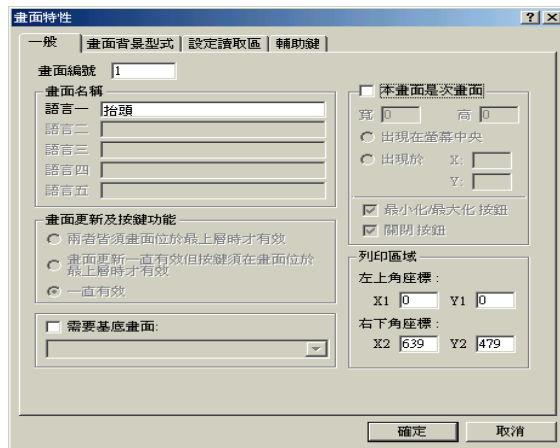 畫面特性
一般 畫面背景型式 設定讀取區 輔助鍵
畫面編號 1
畫面名稱
語言一 抬頭
語言二
語言三
語言四
語言五
畫面更新及按鍵功能
兩者皆須畫面位於最上層時才有效
畫面更新一直有效但按鍵須在畫面位於
最上層時才有效
一直有效
需要基底畫面:
本畫面是次畫面
寬 0 高 0
出現在螢幕中央
出現於 X:
Y:
最小化/最大化 按鈕
關閉 按鈕
列印區域
左上角座標:
X1 0 Y1 0
右下角座標:
X2 639 Y2 479
確定 取消